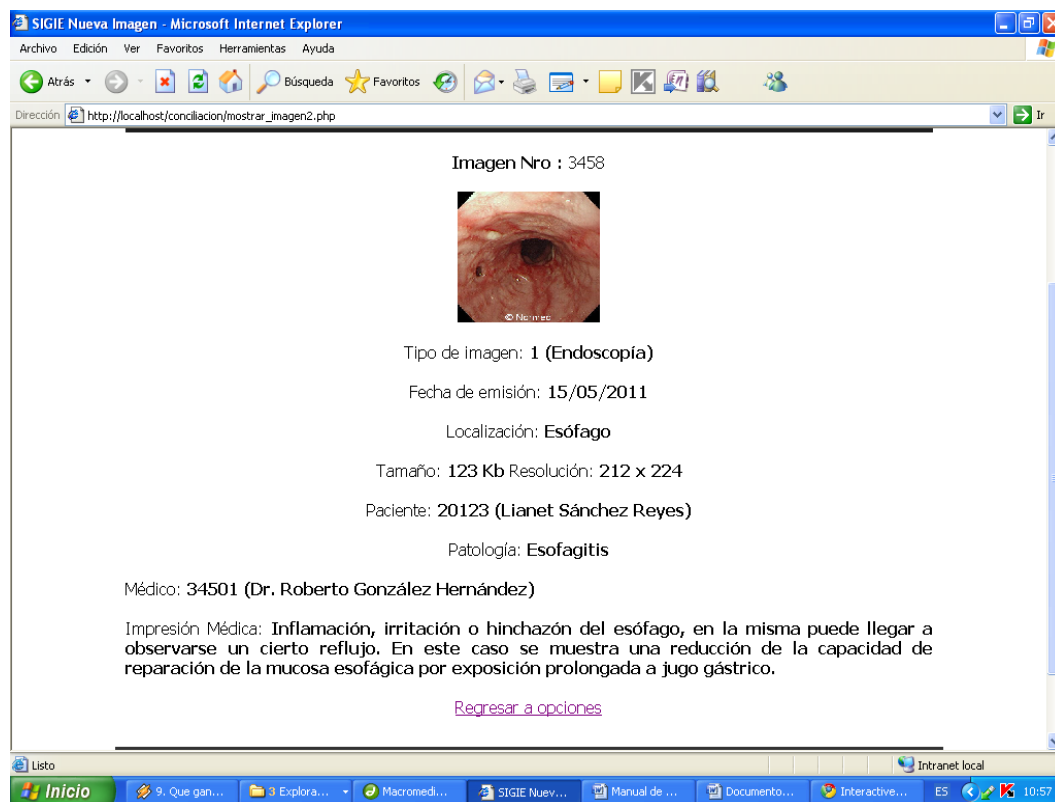 SIGIE Nueva Imagen - Microsoft Internet Explorer
Archivo Edición Ver Favoritos Herramientas Ayuda
Atrás Búsqueda Favoritos
Dirección http://localhost/conciliacion/mostrar_imagen2.php Ir
Imagen Nro : 3458
© Normed
Tipo de imagen: 1 (Endoscopía)
Fecha de emisión: 15/05/2011
Localización: Esófago
Tamaño: 123 Kb Resolución: 212 x 224
Paciente: 20123 (Lianet Sánchez Reyes)
Patología: Esofagitis
Médico: 34501 (Dr. Roberto González Hernández)
Impresión Médica: Inflamación, irritación o hinchazón del esófago, en la misma puede llegar a
observarse un cierto reflujo. En este caso se muestra una reducción de la capacidad de
reparación de la mucosa esofágica por exposición prolongada a jugo gástrico.
Regresar a opciones
Listo Intranet local
Inicio 9. Que gan... 3 Explora... Macromedi... SIGIE Nuev... Manual de ... Documento... Interactive... ES 10:57